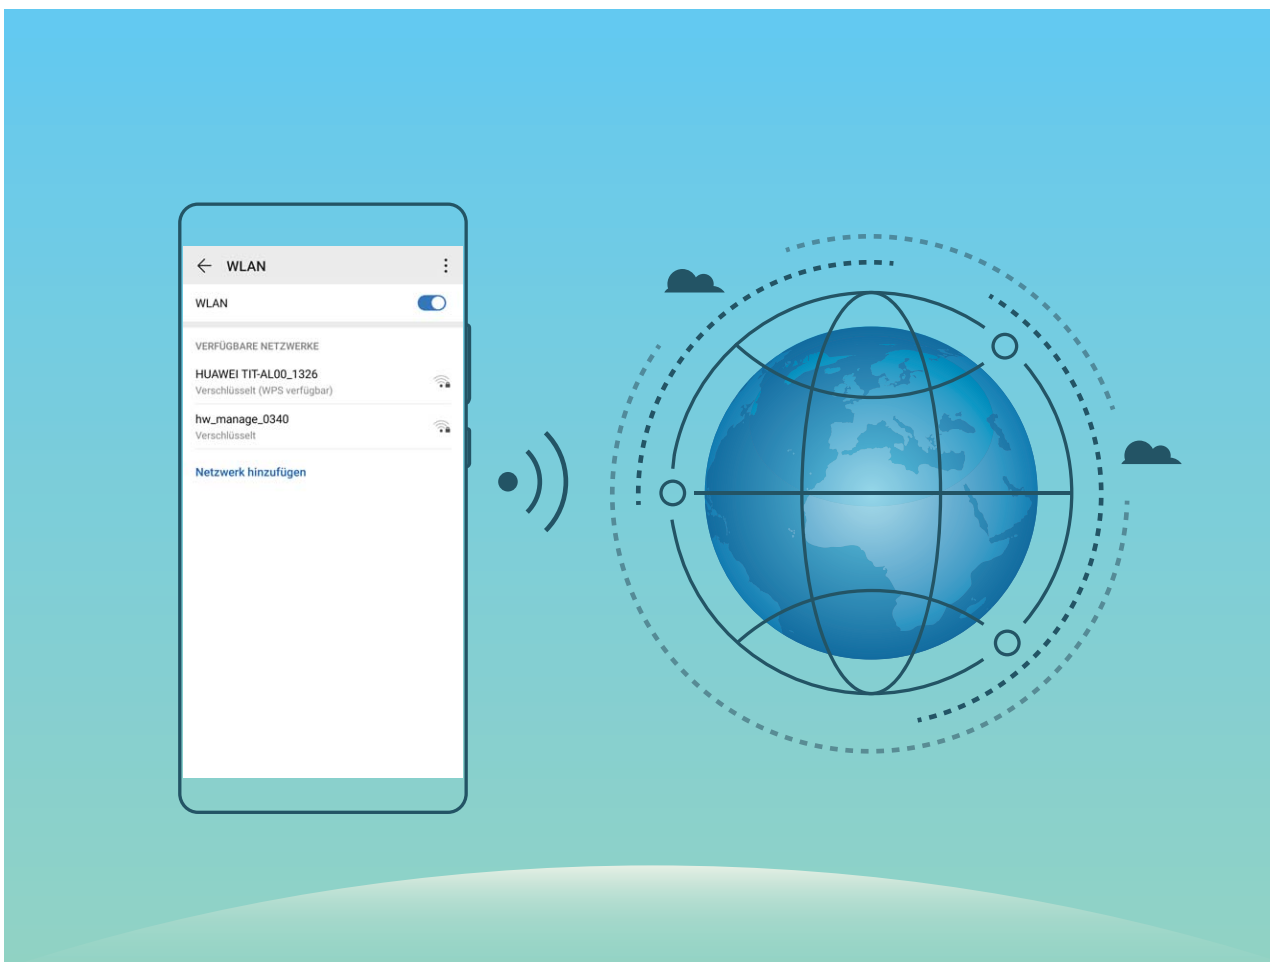 WLAN
WLAN
VERFÜGBARE NETZWERKE
HUAWEI TIT-AL00_1326
Verschlüsselt (WPS verfügbar)
hw_manage_0340
Verschlüsselt
Netzwerk hinzufügen